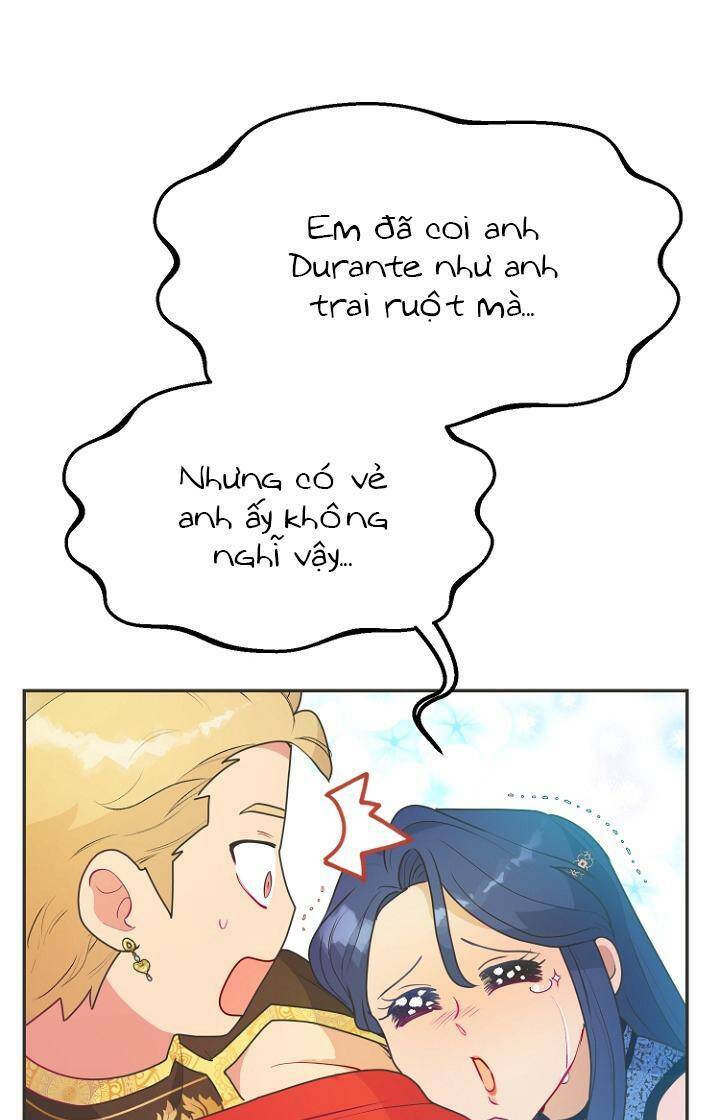 Em đã coi anh
Durante như anh
trai ruột mà...
Nhưng có vẻ
anh ấy không
nghĩ vậy...